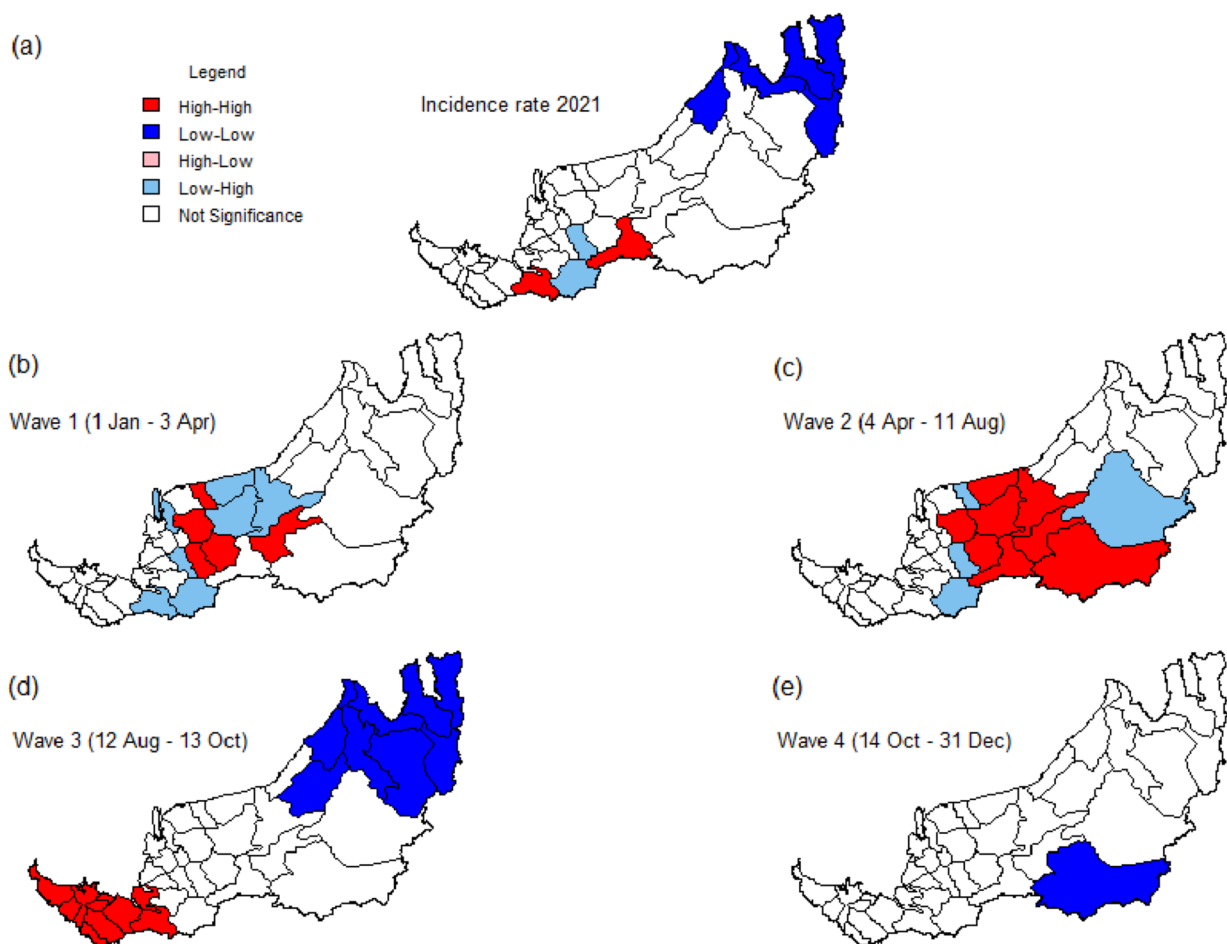 (a)
Legend
High-High
Low-Low
High-Low
Low-High
Not Significance
Incidence rate 2021
(b)
Wave 1 (1 Jan - 3 Apr)
(c)
Wave 2 (4 Apr - 11 Aug)
(d)
Wave 3 (12 Aug - 13 Oct)
(e)
Wave 4 (14 Oct - 31 Dec)